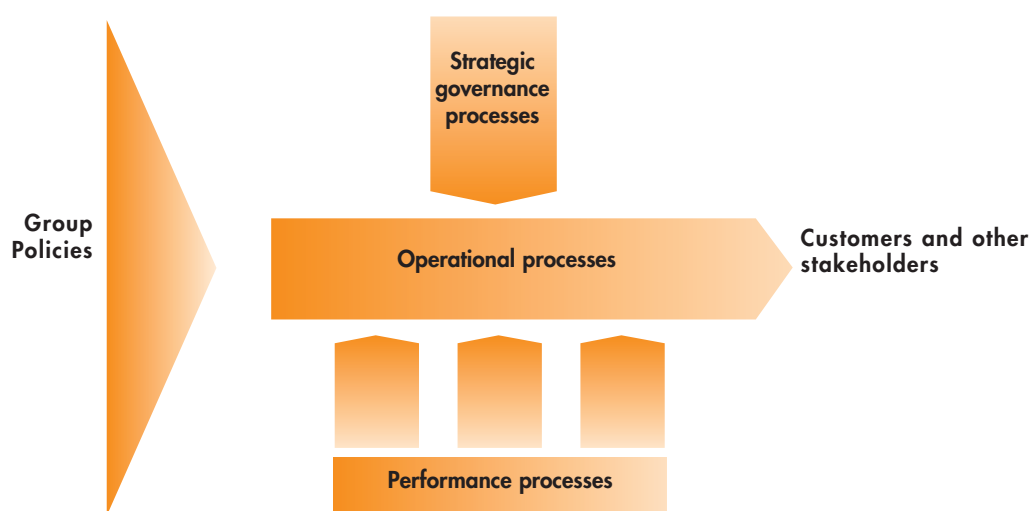 Strategic
governance
processes
Group
Policies
Operational processes
Customers and other
stakeholders
Performance processes